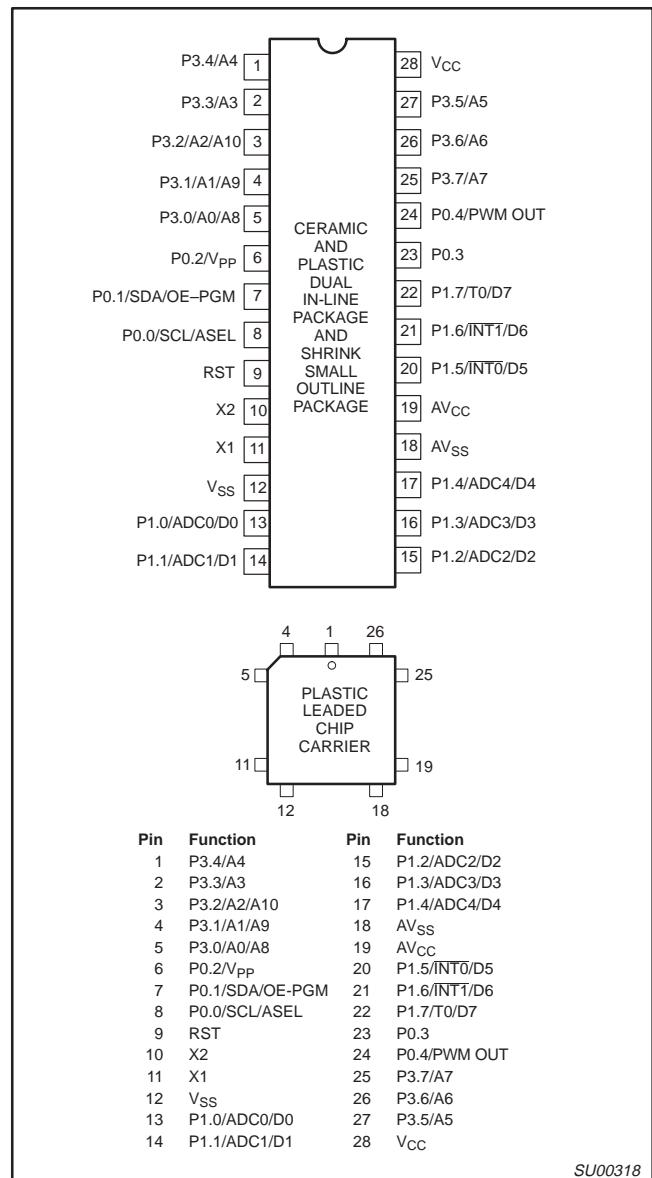 P3.4/A4 1 28 VCC
P3.3/A3 2 27 P3.5/A5
P3.2/A2/A10 3 26 P3.6/A6
P3.1/A1/A9 4 25 P3.7/A7
P3.0/A0/A8 5 24 P0.4/PWM OUT
P0.2/VPP 6 23 P0.3
P0.1/SDA/OE–PGM 7 22 P1.7/T0/D7
P0.0/SCL/ASEL 8 21 P1.6/INT1/D6
RST 9 20 P1.5/INT0/D5
X2 10 19 AVCC
X1 11 18 AVSS
VSS 12 17 P1.4/ADC4/D4
P1.0/ADC0/D0 13 16 P1.3/ADC3/D3
P1.1/ADC1/D1 14 15 P1.2/ADC2/D2
CERAMIC
AND
PLASTIC
DUAL
IN-LINE
PACKAGE
AND
SHRINK
SMALL
OUTLINE
PACKAGE
4 1 26
5 25
PLASTIC
LEADED
CHIP
CARRIER
11 19
12 18
Pin Function Pin Function
1 P3.4/A4 15 P1.2/ADC2/D2
2 P3.3/A3 16 P1.3/ADC3/D3
3 P3.2/A2/A10 17 P1.4/ADC4/D4
4 P3.1/A1/A9 18 AVSS
5 P3.0/A0/A8 19 AVCC
6 P0.2/VPP 20 P1.5/INT0/D5
7 P0.1/SDA/OE-PGM 21 P1.6/INT1/D6
8 P0.0/SCL/ASEL 22 P1.7/T0/D7
9 RST 23 P0.3
10 X2 24 P0.4/PWM OUT
11 X1 25 P3.7/A7
12 VSS 26 P3.6/A6
13 P1.0/ADC0/D0 27 P3.5/A5
14 P1.1/ADC1/D1 28 VCC
SU00318